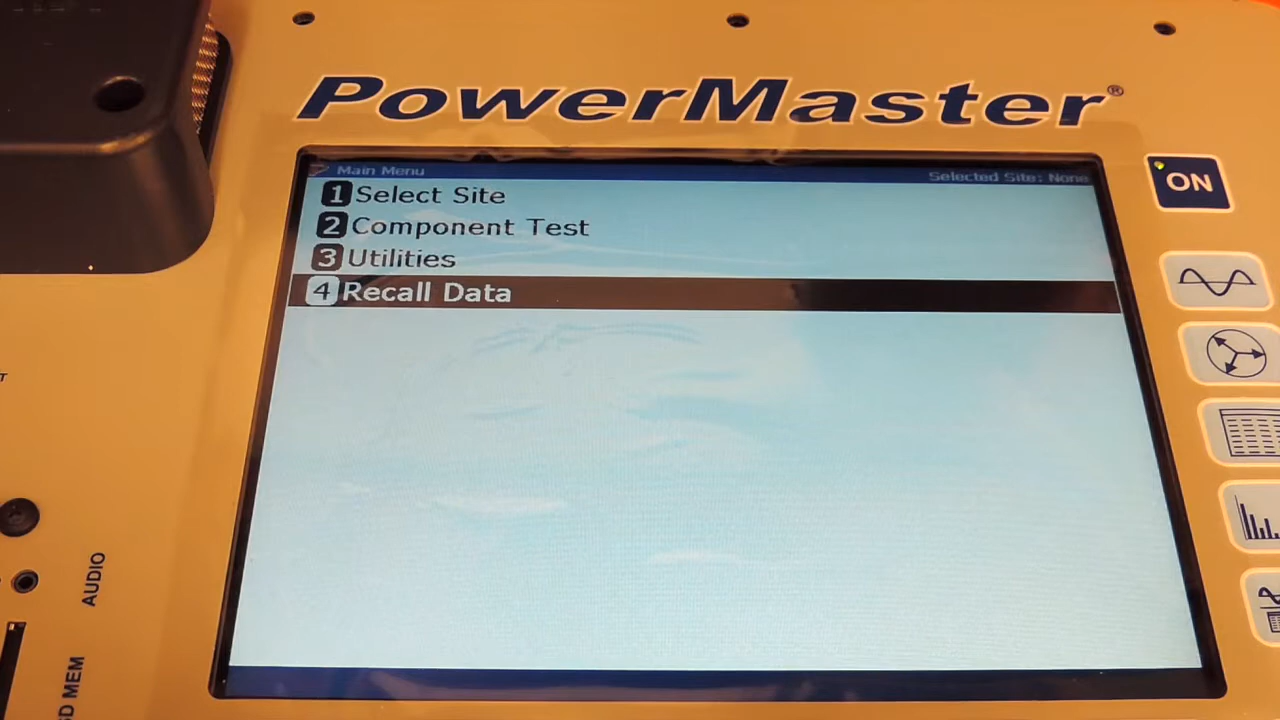 PowerMaster®
Main Menu
Selected Site: None
ON
1 Select Site
2 Component Test
3 Utilities
4 Recall Data
AUDIO
SD MEM